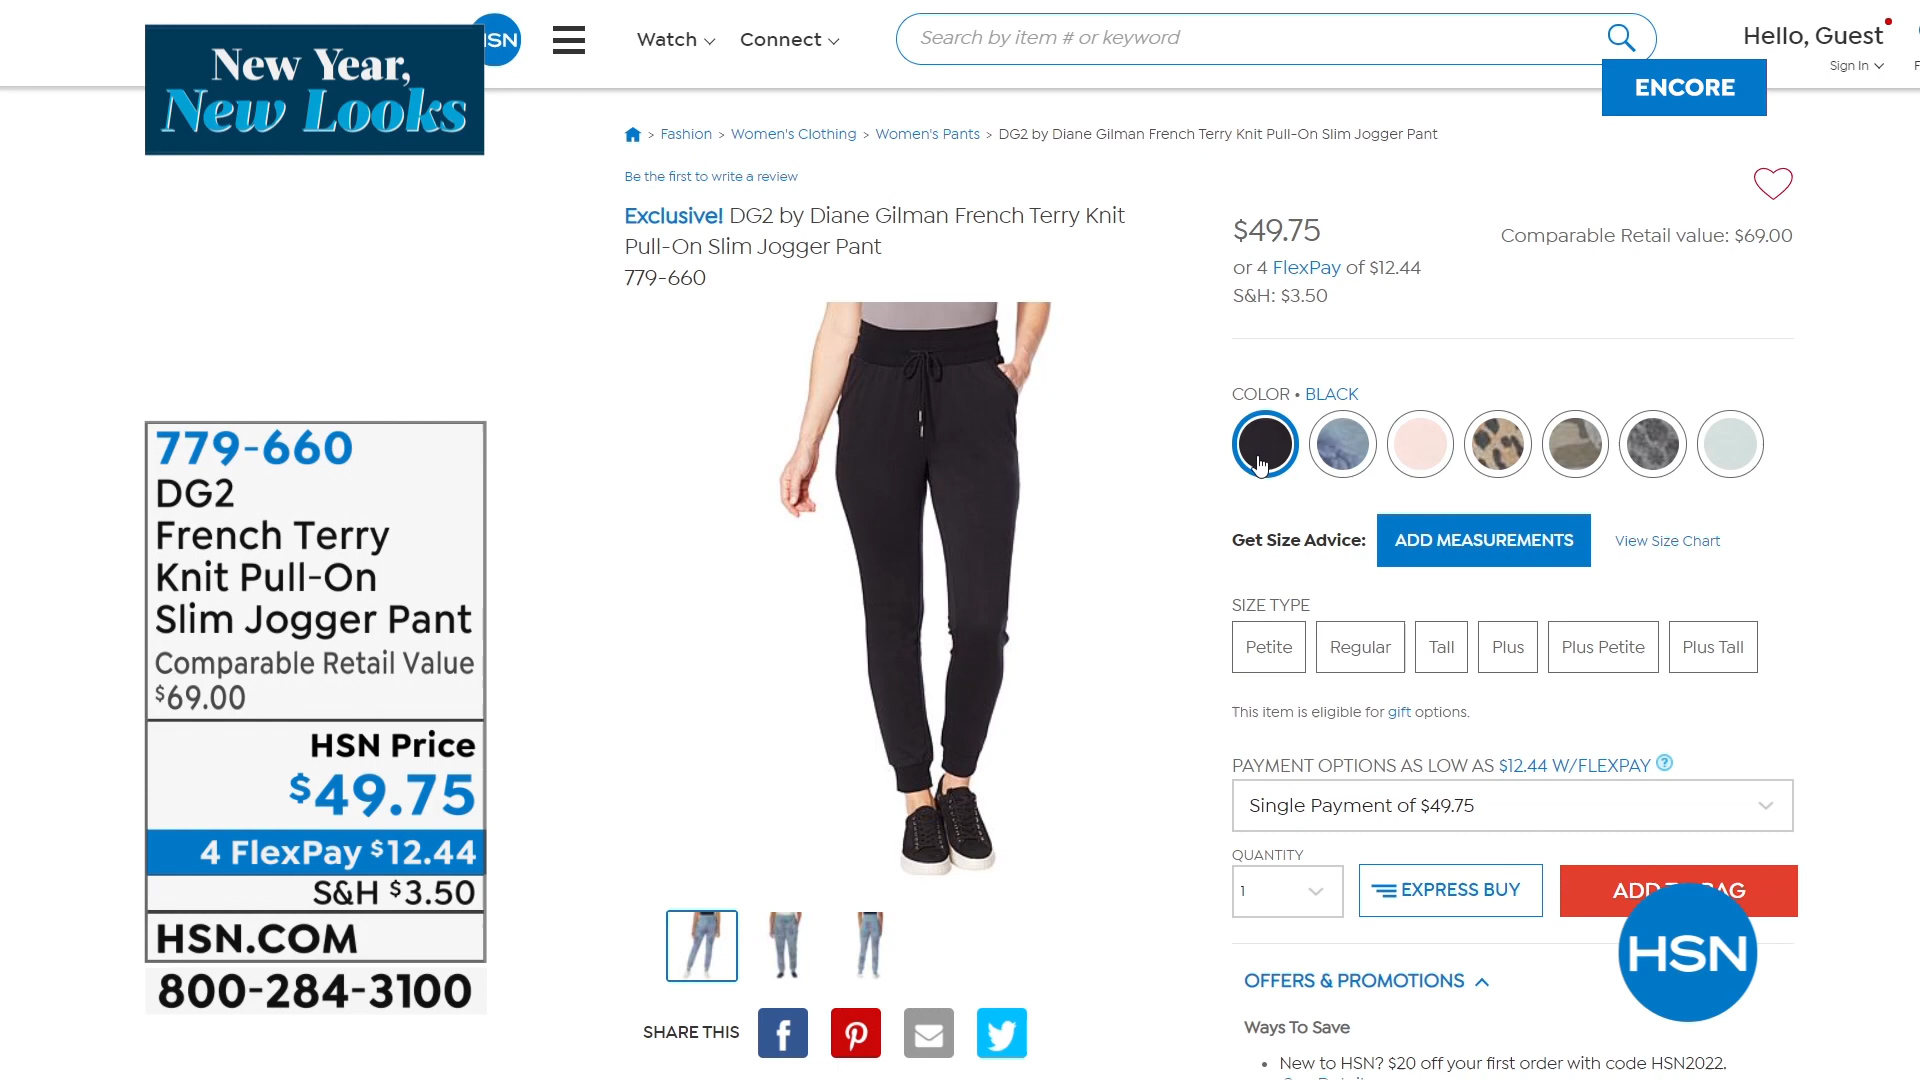 New Year,
New Looks
HSN
Watch
Connect
Search by item # or keyword
Hello, Guest
Sign In
ENCORE
> Fashion > Women's Clothing > Women's Pants > DG2 by Diane Gilman French Terry Knit Pull-On Slim Jogger Pant
Be the first to write a review
Exclusive! DG2 by Diane Gilman French Terry Knit
Pull-On Slim Jogger Pant
779-660
$49.75
Comparable Retail value: $69.00
or 4 FlexPay of $12.44
S&H: $3.50
COLOR • BLACK
Get Size Advice:
ADD MEASUREMENTS
View Size Chart
SIZE TYPE
Petite
Regular
Tall
Plus
Plus Petite
Plus Tall
This item is eligible for gift options.
PAYMENT OPTIONS AS LOW AS $12.44 W/FLEXPAY ?
Single Payment of $49.75
QUANTITY
1
EXPRESS BUY
ADD TO BAG
HSN
OFFERS & PROMOTIONS
Ways To Save
• New to HSN? $20 off your first order with code HSN2022.
SHARE THIS
779-660
DG2
French Terry
Knit Pull-On
Slim Jogger Pant
Comparable Retail Value
$69.00
HSN Price
$49.75
4 FlexPay $12.44
S&H $3.50
HSN.COM
800-284-3100